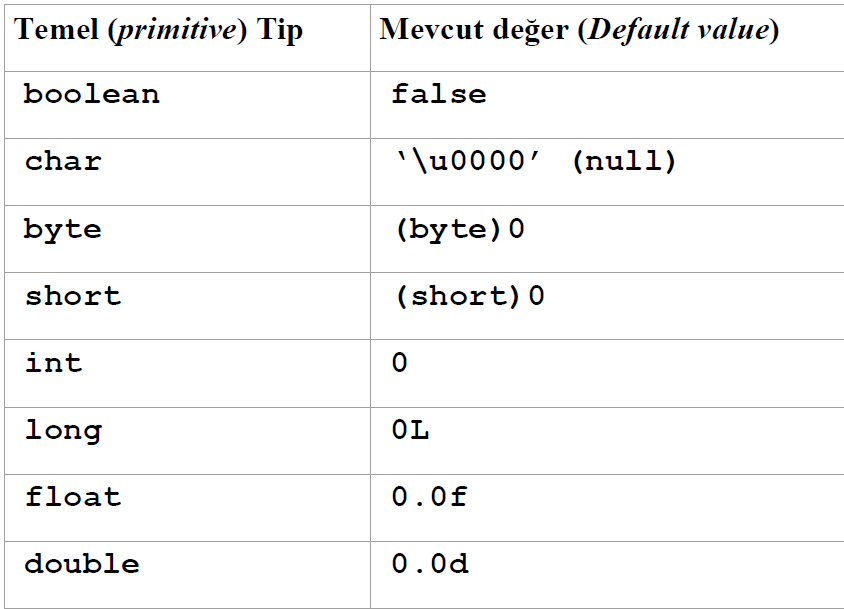 Temel (primitive) Tip Mevcut değer (Default value)
boolean false
char ‘\u0000’ (null)
byte (byte)0
short (short)0
int 0
long 0L
float 0.0f
double 0.0d